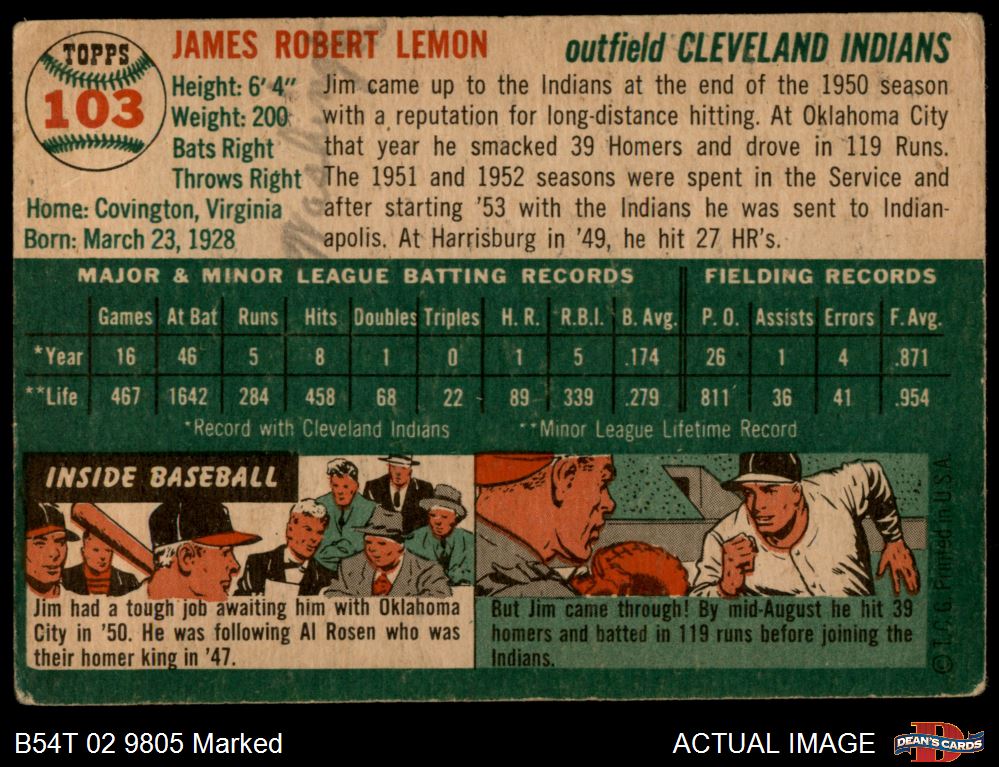 TOPPS
103
JAMES ROBERT LEMON
outfield CLEVELAND INDIANS
Height: 6' 4"
Weight: 200
Bats Right
Throws Right
Home: Covington, Virginia
Born: March 23, 1928
Jim came up to the Indians at the end of the 1950 season
with a reputation for long-distance hitting. At Oklahoma City
that year he smacked 39 Homers and drove in 119 Runs.
The 1951 and 1952 seasons were spent in the Service and
after starting '53 with the Indians he was sent to Indian-
apolis. At Harrisburg in '49, he hit 27 HR's.
MAJOR & MINOR LEAGUE BATTING RECORDS FIELDING RECORDS
Games At Bat Runs Hits Doubles Triples H. R. R.B.I. B. Avg. P. O. Assists Errors F. Avg.
*Year 16 46 5 8 1 0 1 5 .174 26 1 4 .871
**Life 467 1642 284 458 68 22 89 339 .279 811 36 41 .954
*Record with Cleveland Indians **Minor League Lifetime Record
INSIDE BASEBALL
Jim had a tough job awaiting him with Oklahoma
City in '50. He was following Al Rosen who was
their homer king in '47.
But Jim came through! By mid-August he hit 39
homers and batted in 119 runs before joining the
Indians.
© T.C.G. Printed in U.S.A.
B54T 02 9805 Marked
ACTUAL IMAGE
D
DEAN'S CARDS